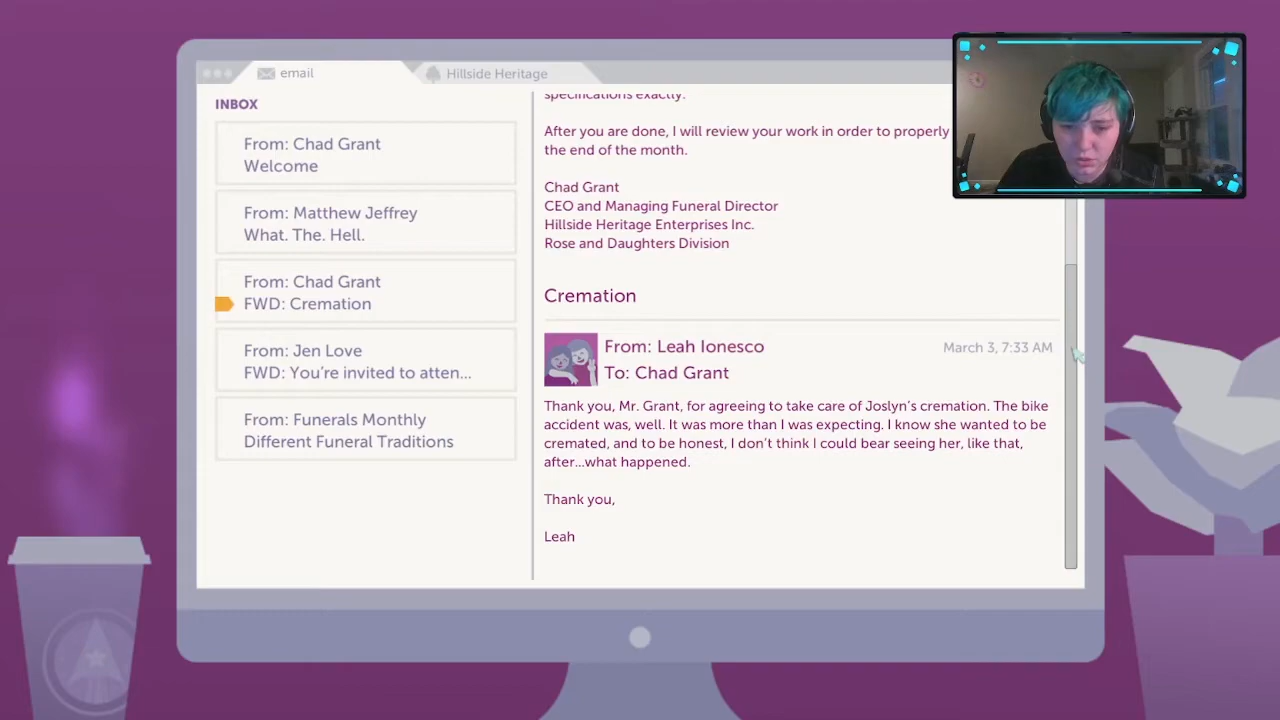 email
Hillside Heritage
INBOX
From: Chad Grant
Welcome
From: Matthew Jeffrey
What. The. Hell.
From: Chad Grant
FWD: Cremation
From: Jen Love
FWD: You're invited to atten...
From: Funerals Monthly
Different Funeral Traditions
specifications exactly.
After you are done, I will review your work in order to properly
the end of the month.
Chad Grant
CEO and Managing Funeral Director
Hillside Heritage Enterprises Inc.
Rose and Daughters Division
Cremation
From: Leah Ionesco
March 3, 7:33 AM
To: Chad Grant
Thank you, Mr. Grant, for agreeing to take care of Joslyn's cremation. The bike
accident was, well. It was more than I was expecting. I know she wanted to be
cremated, and to be honest, I don't think I could bear seeing her, like that,
after...what happened.
Thank you,
Leah